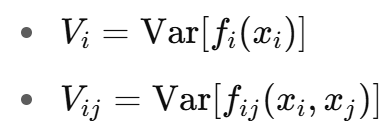 • V_i = Var[f_i(x_i)]
• V_{ij} = Var[f_{ij}(x_i, x_j)]